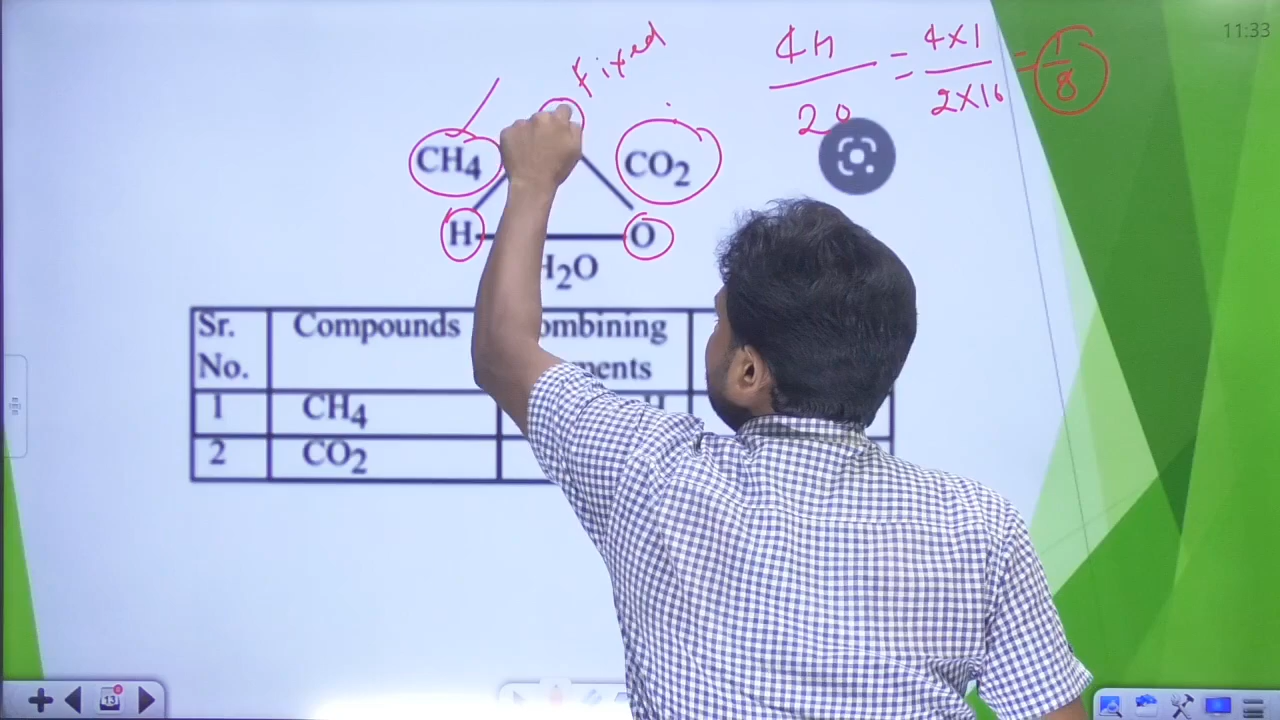 11:33
Fixed
4H
20
= 4×1
2×16
= 1
8
CH4
CO2
H
O
H2O
Sr.
No.
Compounds
ombining
ments
1
CH4
H
2
CO2
13